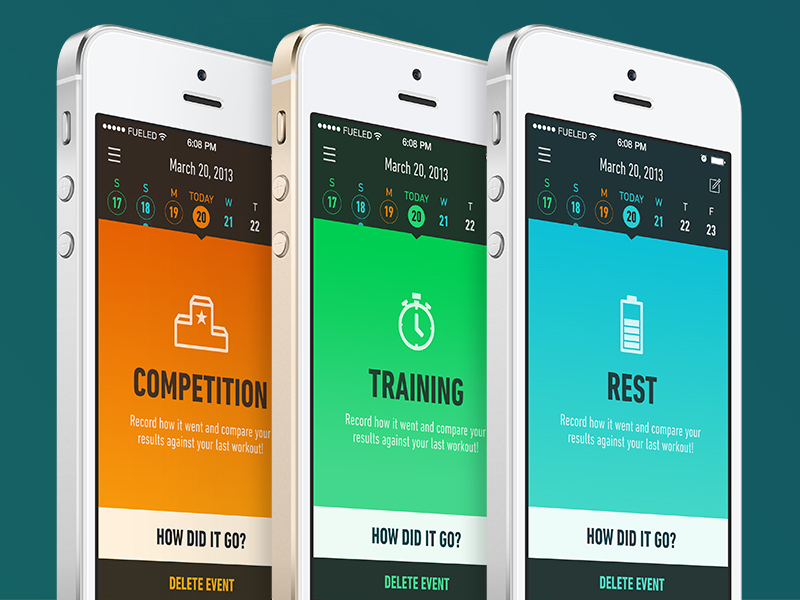 FUELED
6:08 PM
March 20, 2013
S S M TODAY W T
17 18 19 20 21 22
COMPETITION
Record how it went and compare your
results against your last workout!
HOW DID IT GO?
DELETE EVENT
FUELED
6:08 PM
March 20, 2013
S S M TODAY W T
17 18 19 20 21 22
TRAINING
Record how it went and compare your
results against your last workout!
HOW DID IT GO?
DELETE EVENT
FUELED
6:08 PM
March 20, 2013
S S M TODAY W T F
17 18 19 20 21 22 23
REST
Record how it went and compare your
results against your last workout!
HOW DID IT GO?
DELETE EVENT